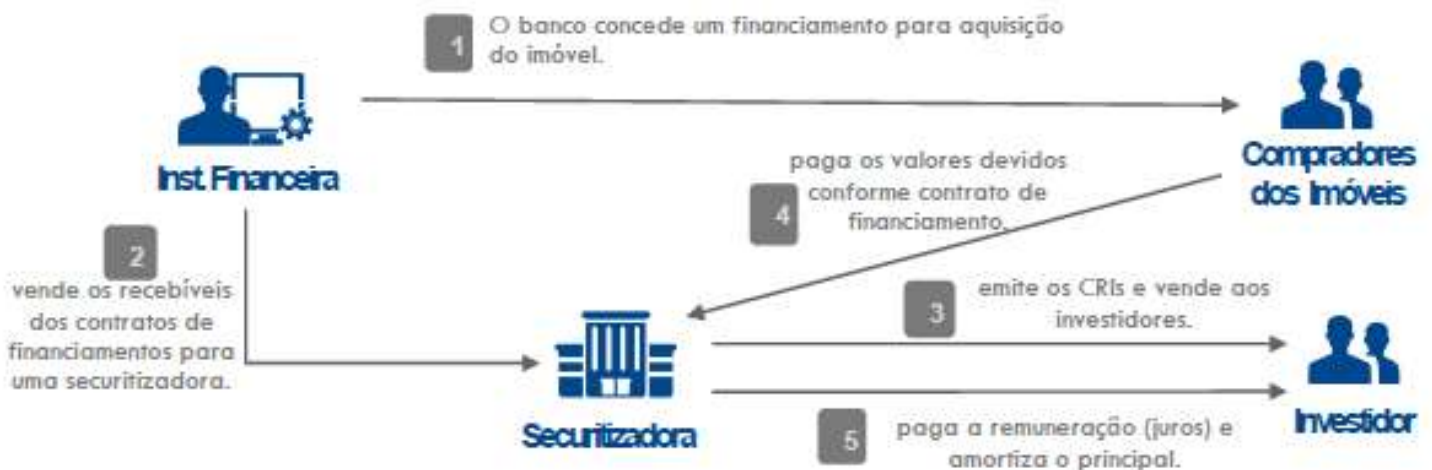 1
O banco concede um financiamento para aquisição
do imóvel.
Inst. Financeira
Compradores
dos Imóveis
2
vende os recebíveis
dos contratos de
financiamentos para
uma securitizadora.
4
paga os valores devidos
conforme contrato de
financiamento.
3
emite os CRIs e vende aos
investidores.
Securitizadora
Investidor
5
paga a remuneração (juros) e
amortiza o principal.